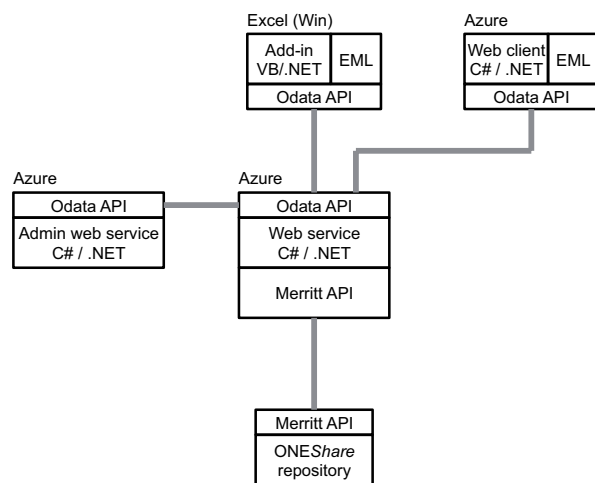 Excel (Win)
Add-in
VB/.NET
EML
Odata API
Azure
Web client
C# / .NET
EML
Odata API
Azure
Odata API
Admin web service
C# / .NET
Azure
Odata API
Web service
C# / .NET
Merritt API
Merritt API
ONEShare
repository